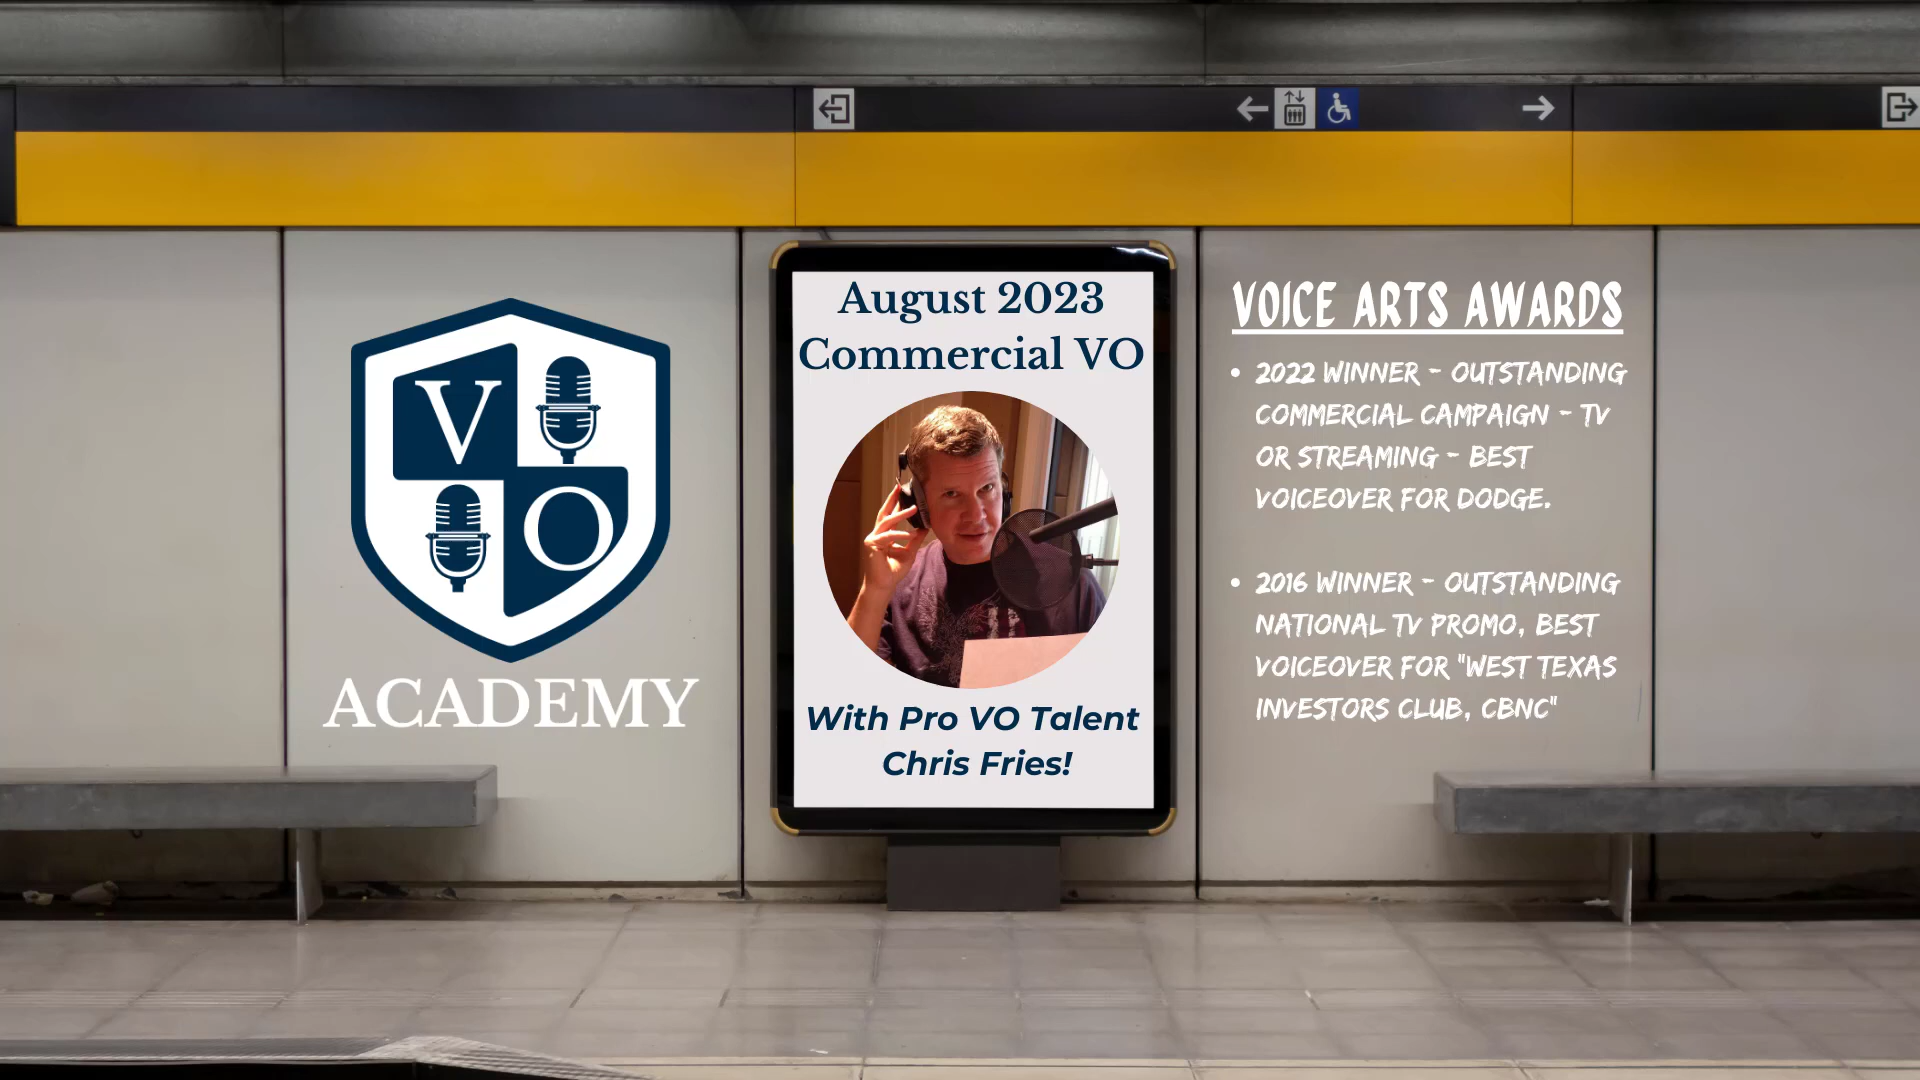 V
O
ACADEMY
August 2023
Commercial VO
With Pro VO Talent
Chris Fries!
VOICE ARTS AWARDS
• 2022 WINNER - OUTSTANDING
COMMERCIAL CAMPAIGN - TV
OR STREAMING - BEST
VOICEOVER FOR DODGE.
• 2016 WINNER - OUTSTANDING
NATIONAL TV PROMO, BEST
VOICEOVER FOR "WEST TEXAS
INVESTORS CLUB, CBNC"